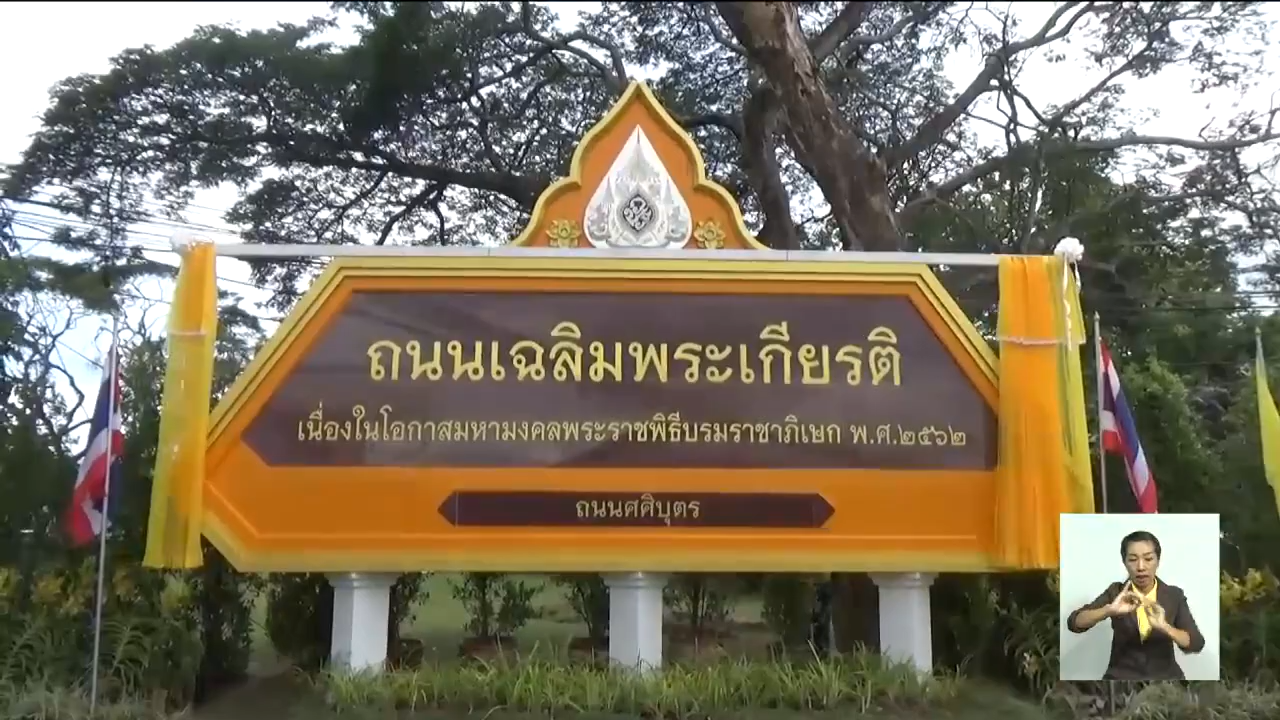 ถนนเฉลิมพระเกียรติ
เนื่องในโอกาสมหามงคลพระราชพิธีบรมราชาภิเษก พ.ศ.๒๕๖๒
ถนนศศิบุตร